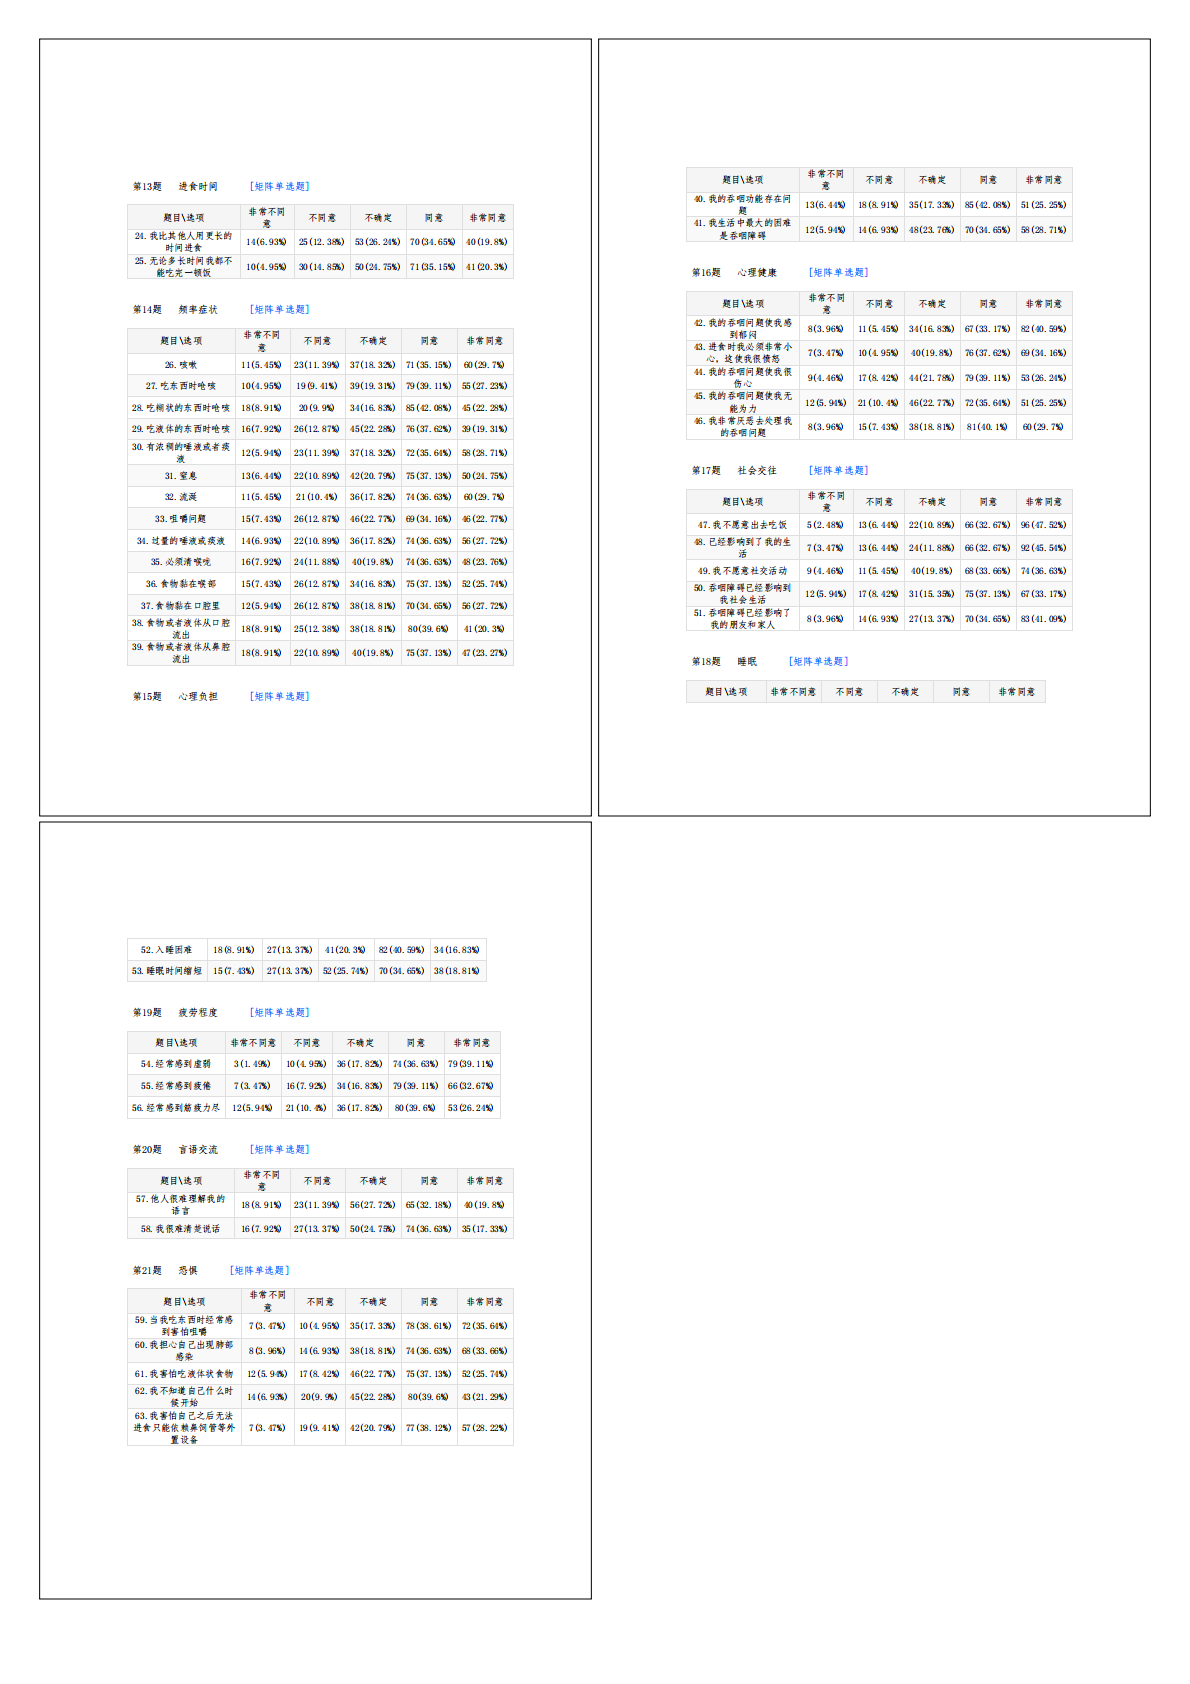 第13题 进食时间 [矩阵单选题]
题目\选项 非常不同意 不同意 不确定 同意 非常同意
24.我比其他人用更长的时间进食 14(6.93%) 25(12.38%) 53(26.24%) 70(34.65%) 40(19.8%)
25.无论多长时间我都不能吃完一顿饭 10(4.95%) 30(14.85%) 50(24.75%) 71(35.15%) 41(20.3%)
第14题 频率症状 [矩阵单选题]
题目\选项 非常不同意 不同意 不确定 同意 非常同意
26.咳嗽 11(5.45%) 23(11.39%) 37(18.32%) 71(35.15%) 60(29.7%)
27.吃东西时呛咳 10(4.95%) 19(9.41%) 39(19.31%) 79(39.11%) 55(27.23%)
28.吃糊状的东西时呛咳 18(8.91%) 20(9.9%) 34(16.83%) 85(42.08%) 45(22.28%)
29.吃液体的东西时呛咳 16(7.92%) 26(12.87%) 45(22.28%) 76(37.62%) 39(19.31%)
30.有浓稠的唾液或者痰液 12(5.94%) 23(11.39%) 37(18.32%) 72(35.64%) 58(28.71%)
31.窒息 13(6.44%) 22(10.89%) 42(20.79%) 75(37.13%) 50(24.75%)
32.流涎 11(5.45%) 21(10.4%) 36(17.82%) 74(36.63%) 60(29.7%)
33.咀嚼问题 15(7.43%) 26(12.87%) 46(22.77%) 69(34.16%) 46(22.77%)
34.过量的唾液或痰液 14(6.93%) 22(10.89%) 36(17.82%) 74(36.63%) 56(27.72%)
35.必须清喉咙 16(7.92%) 24(11.88%) 40(19.8%) 74(36.63%) 48(23.76%)
36.食物黏在喉部 15(7.43%) 26(12.87%) 34(16.83%) 75(37.13%) 52(25.74%)
37.食物黏在口腔里 12(5.94%) 26(12.87%) 38(18.81%) 70(34.65%) 56(27.72%)
38.食物或者液体从口腔流出 18(8.91%) 25(12.38%) 38(18.81%) 80(39.6%) 41(20.3%)
39.食物或者液体从鼻腔流出 18(8.91%) 22(10.89%) 40(19.8%) 75(37.13%) 47(23.27%)
第15题 心理负担 [矩阵单选题]
题目\选项 非常不同意 不同意 不确定 同意 非常同意
40.我的吞咽功能存在问题 13(6.44%) 18(8.91%) 35(17.33%) 85(42.08%) 51(25.25%)
41.我生活中最大的困难是吞咽障碍 12(5.94%) 14(6.93%) 48(23.76%) 70(34.65%) 58(28.71%)
第16题 心理健康 [矩阵单选题]
题目\选项 非常不同意 不同意 不确定 同意 非常同意
42.我的吞咽问题使我感到郁闷 8(3.96%) 11(5.45%) 34(16.83%) 67(33.17%) 82(40.59%)
43.进食时我必须非常小心，这使我很愤怒 7(3.47%) 10(4.95%) 40(19.8%) 76(37.62%) 69(34.16%)
44.我的吞咽问题使我很伤心 9(4.46%) 17(8.42%) 44(21.78%) 79(39.11%) 53(26.24%)
45.我的吞咽问题使我无能为力 12(5.94%) 21(10.4%) 46(22.77%) 72(35.64%) 51(25.25%)
46.我非常厌恶去处理我的吞咽问题 8(3.96%) 15(7.43%) 38(18.81%) 81(40.1%) 60(29.7%)
第17题 社会交往 [矩阵单选题]
题目\选项 非常不同意 不同意 不确定 同意 非常同意
47.我不愿意出去吃饭 5(2.48%) 13(6.44%) 22(10.89%) 66(32.67%) 96(47.52%)
48.已经影响到了我的生活 7(3.47%) 13(6.44%) 24(11.88%) 66(32.67%) 92(45.54%)
49.我不愿意社交活动 9(4.46%) 11(5.45%) 40(19.8%) 68(33.66%) 74(36.63%)
50.吞咽障碍已经影响到我社会生活 12(5.94%) 17(8.42%) 31(15.35%) 75(37.13%) 67(33.17%)
51.吞咽障碍已经影响了我的朋友和家人 8(3.96%) 14(6.93%) 27(13.37%) 70(34.65%) 83(41.09%)
第18题 睡眠 [矩阵单选题]
题目\选项 非常不同意 不同意 不确定 同意 非常同意
52.入睡困难 18(8.91%) 27(13.37%) 41(20.3%) 82(40.59%) 34(16.83%)
53.睡眠时间缩短 15(7.43%) 27(13.37%) 52(25.74%) 70(34.65%) 38(18.81%)
第19题 疲劳程度 [矩阵单选题]
题目\选项 非常不同意 不同意 不确定 同意 非常同意
54.经常感到虚弱 3(1.49%) 10(4.95%) 36(17.82%) 74(36.63%) 79(39.11%)
55.经常感到疲倦 7(3.47%) 16(7.92%) 34(16.83%) 79(39.11%) 66(32.67%)
56.经常感到筋疲力尽 12(5.94%) 21(10.4%) 36(17.82%) 80(39.6%) 53(26.24%)
第20题 言语交流 [矩阵单选题]
题目\选项 非常不同意 不同意 不确定 同意 非常同意
57.他人很难理解我的语言 18(8.91%) 23(11.39%) 56(27.72%) 65(32.18%) 40(19.8%)
58.我很难清楚说话 16(7.92%) 27(13.37%) 50(24.75%) 74(36.63%) 35(17.33%)
第21题 恐惧 [矩阵单选题]
题目\选项 非常不同意 不同意 不确定 同意 非常同意
59.当我吃东西时经常感到害怕咀嚼 7(3.47%) 10(4.95%) 35(17.33%) 78(38.61%) 72(35.64%)
60.我担心自己出现肺部感染 8(3.96%) 14(6.93%) 38(18.81%) 74(36.63%) 68(33.66%)
61.我害怕吃液体状食物 12(5.94%) 17(8.42%) 46(22.77%) 75(37.13%) 52(25.74%)
62.我不知道自己什么时候开始 14(6.93%) 20(9.9%) 45(22.28%) 80(39.6%) 43(21.29%)
63.我害怕自己之后无法进食只能依赖鼻饲管等外置设备 7(3.47%) 19(9.41%) 42(20.79%) 77(38.12%) 57(28.22%)